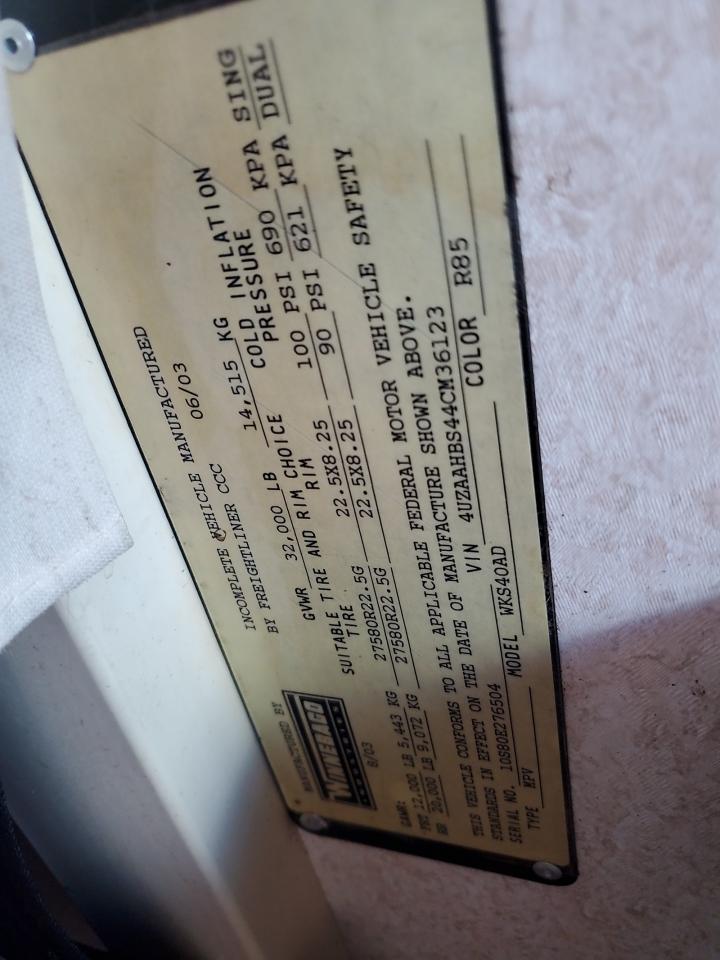 MANUFACTURED BY
WINNEBAGO
INDUSTRIES
8/03
INCOMPLETE VEHICLE MANUFACTURED
BY FREIGHTLINER CCC 06/03
GVWR 32,000 LB 14,515 KG
SUITABLE TIRE AND RIM CHOICE COLD INFLATION
TIRE RIM PRESSURE
GAWR:
FRT 12,000 LB 5,443 KG 27580R22.5G 22.5X8.25 100 PSI 690 KPA SING
RR 20,000 LB 9,072 KG 27580R22.5G 22.5X8.25 90 PSI 621 KPA DUAL
THIS VEHICLE CONFORMS TO ALL APPLICABLE FEDERAL MOTOR VEHICLE SAFETY
STANDARDS IN EFFECT ON THE DATE OF MANUFACTURE SHOWN ABOVE.
SERIAL NO. 10S80E276504 VIN 4UZAAHBS44CM36123
TYPE MPV MODEL WKS40AD COLOR R85